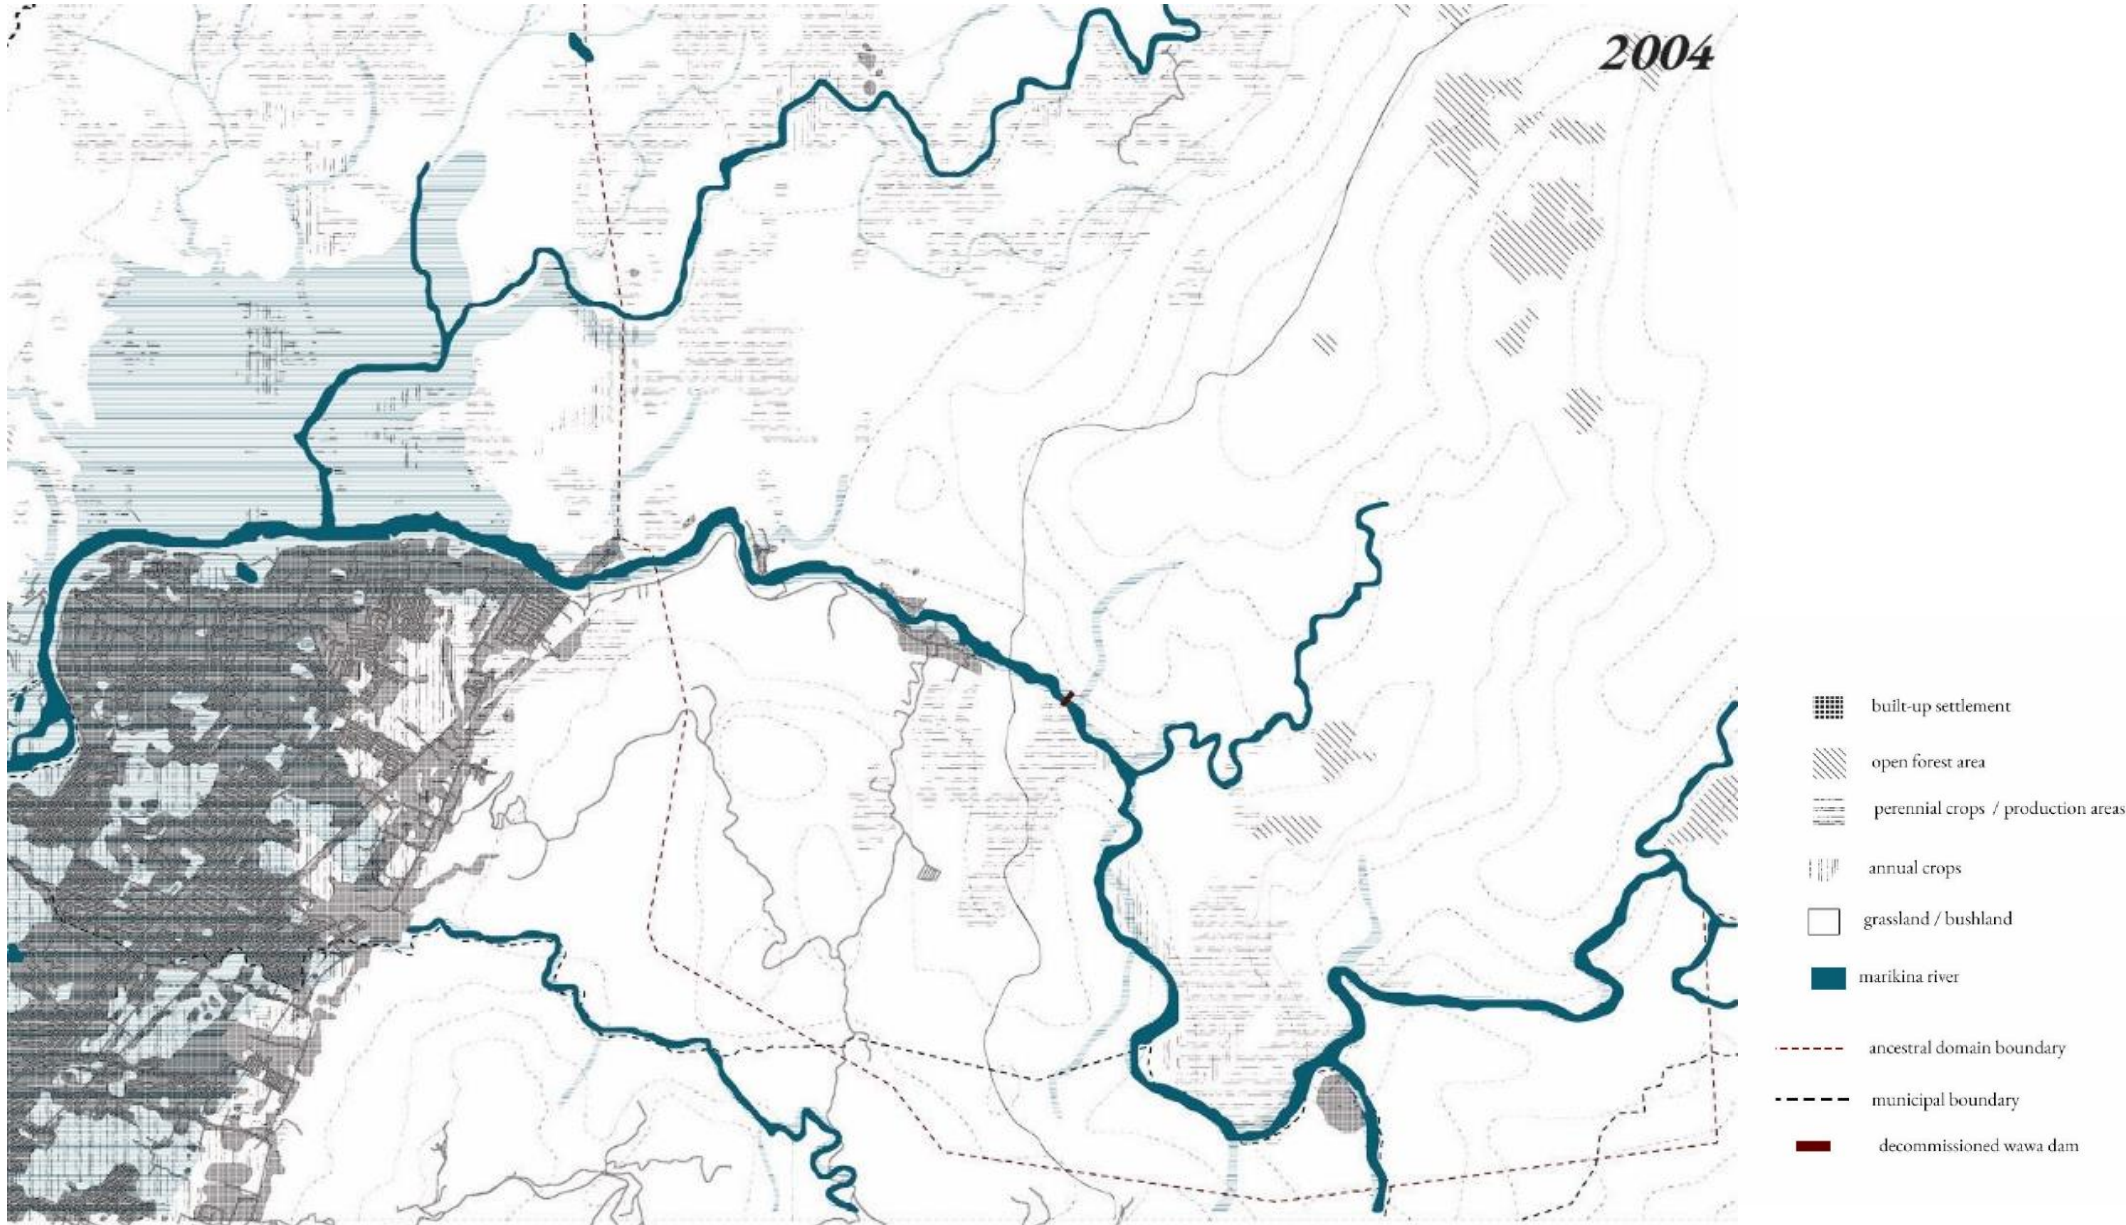 2004
built-up settlement
open forest area
perennial crops / production areas
annual crops
grassland / bushland
marikina river
ancestral domain boundary
municipal boundary
decommissioned wawa dam